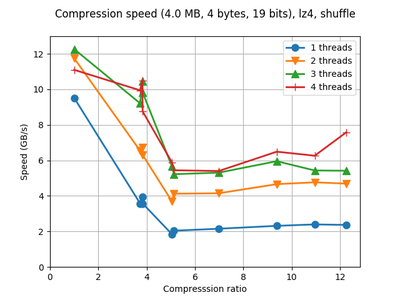 Compression speed (4.0 MB, 4 bytes, 19 bits), lz4, shuffle
Speed (GB/s)
12
10
8
6
4
2
0
0
2
4
6
8
10
12
Compresssion ratio
1 threads
2 threads
3 threads
4 threads